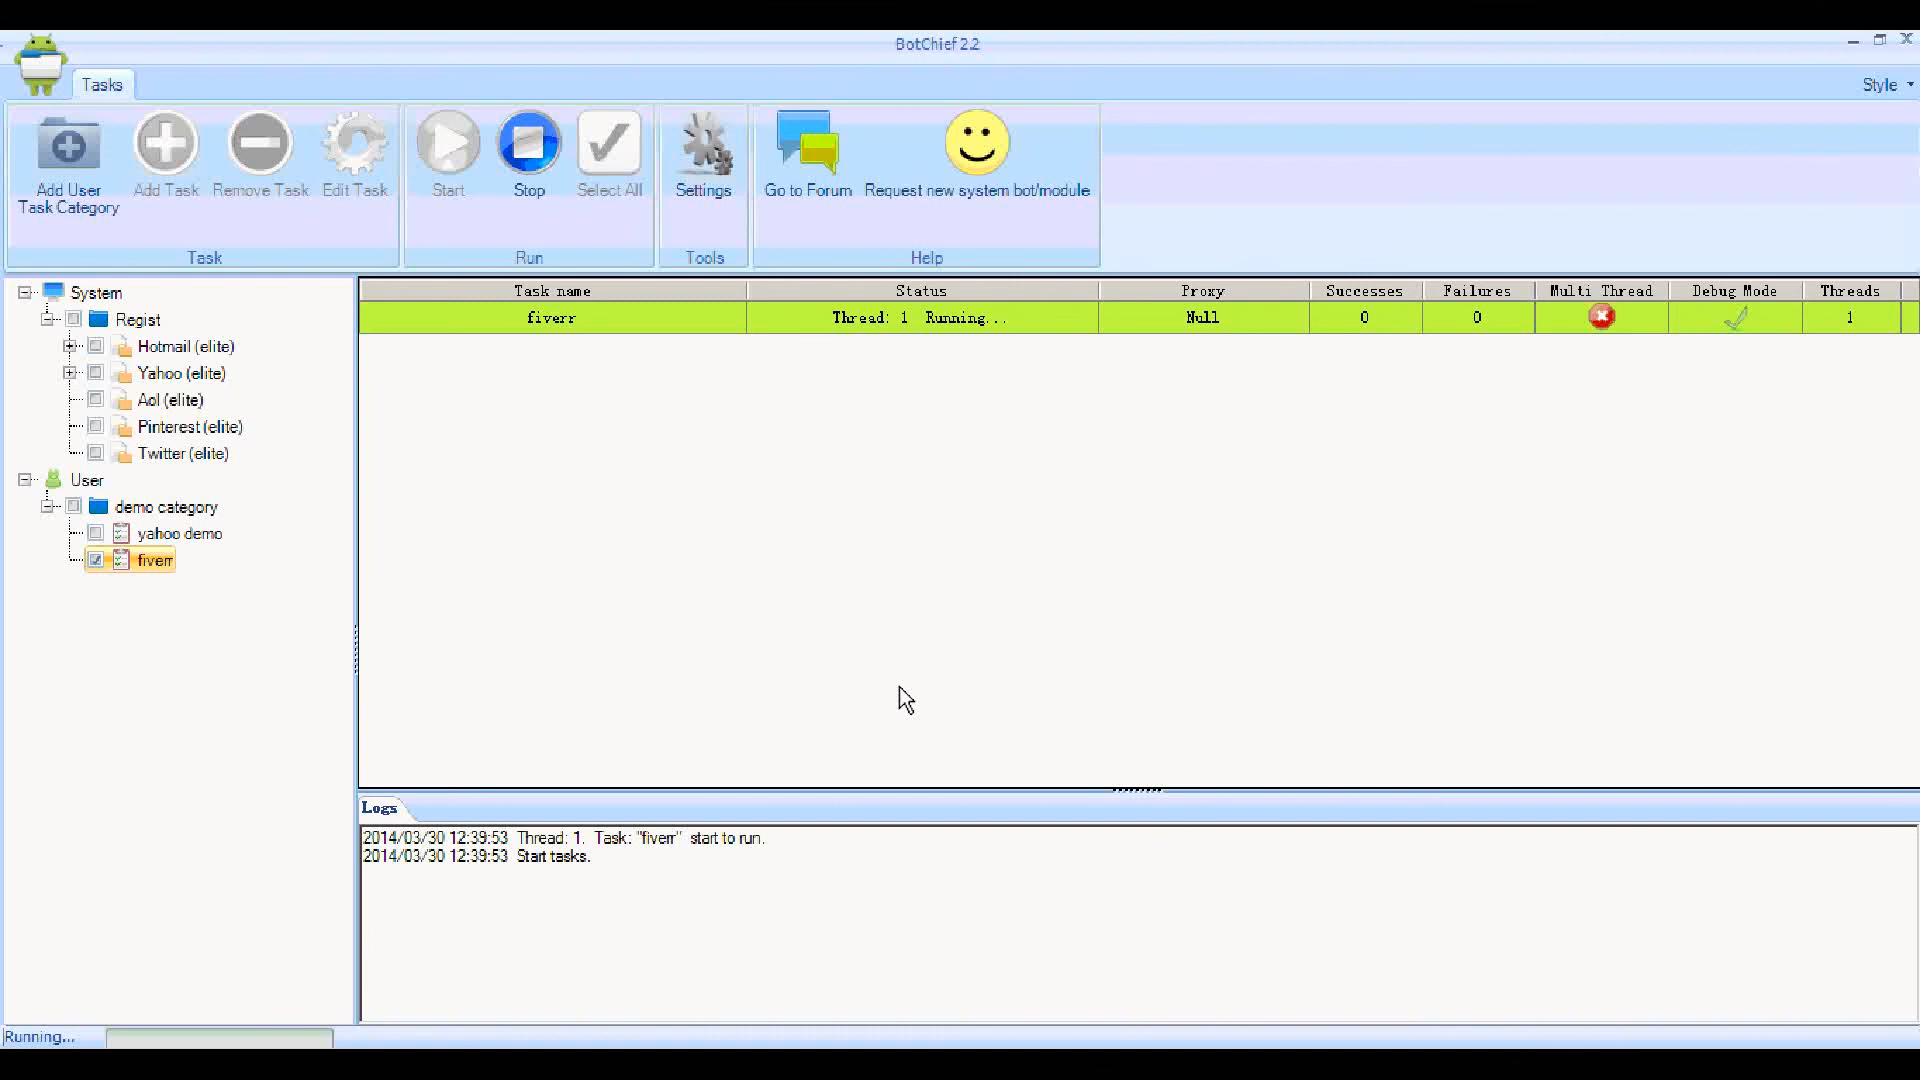 BotChief 2.2
Tasks
Style
Add User
Task Category
Add Task
Remove Task
Edit Task
Start
Stop
Select All
Settings
Go to Forum
Request new system bot/module
Task
Run
Tools
Help
System
Regist
Hotmail (elite)
Yahoo (elite)
Aol (elite)
Pinterest (elite)
Twitter (elite)
User
demo category
yahoo demo
fiverr
Task name Status Proxy Successes Failures Multi Thread Debug Mode Threads
fiverr Thread: 1 Running... Null 0 0 1
Logs
2014/03/30 12:39:53 Thread: 1. Task: "fiverr" start to run.
2014/03/30 12:39:53 Start tasks.
Running...